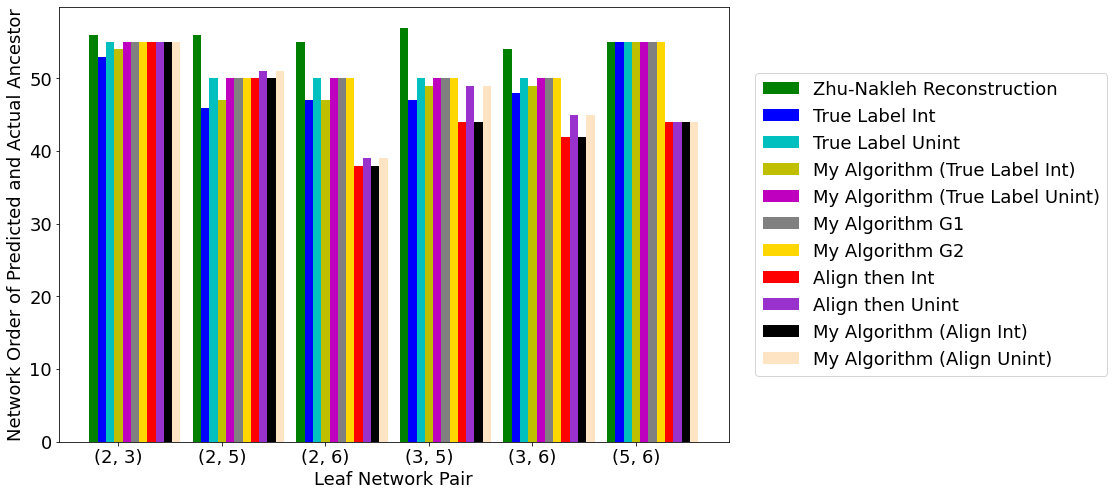 Network Order of Predicted and Actual Ancestor
50
40
30
20
10
0
(2, 3) (2, 5) (2, 6) (3, 5) (3, 6) (5, 6)
Leaf Network Pair
Zhu-Nakleh Reconstruction
True Label Int
True Label Unint
My Algorithm (True Label Int)
My Algorithm (True Label Unint)
My Algorithm G1
My Algorithm G2
Align then Int
Align then Unint
My Algorithm (Align Int)
My Algorithm (Align Unint)